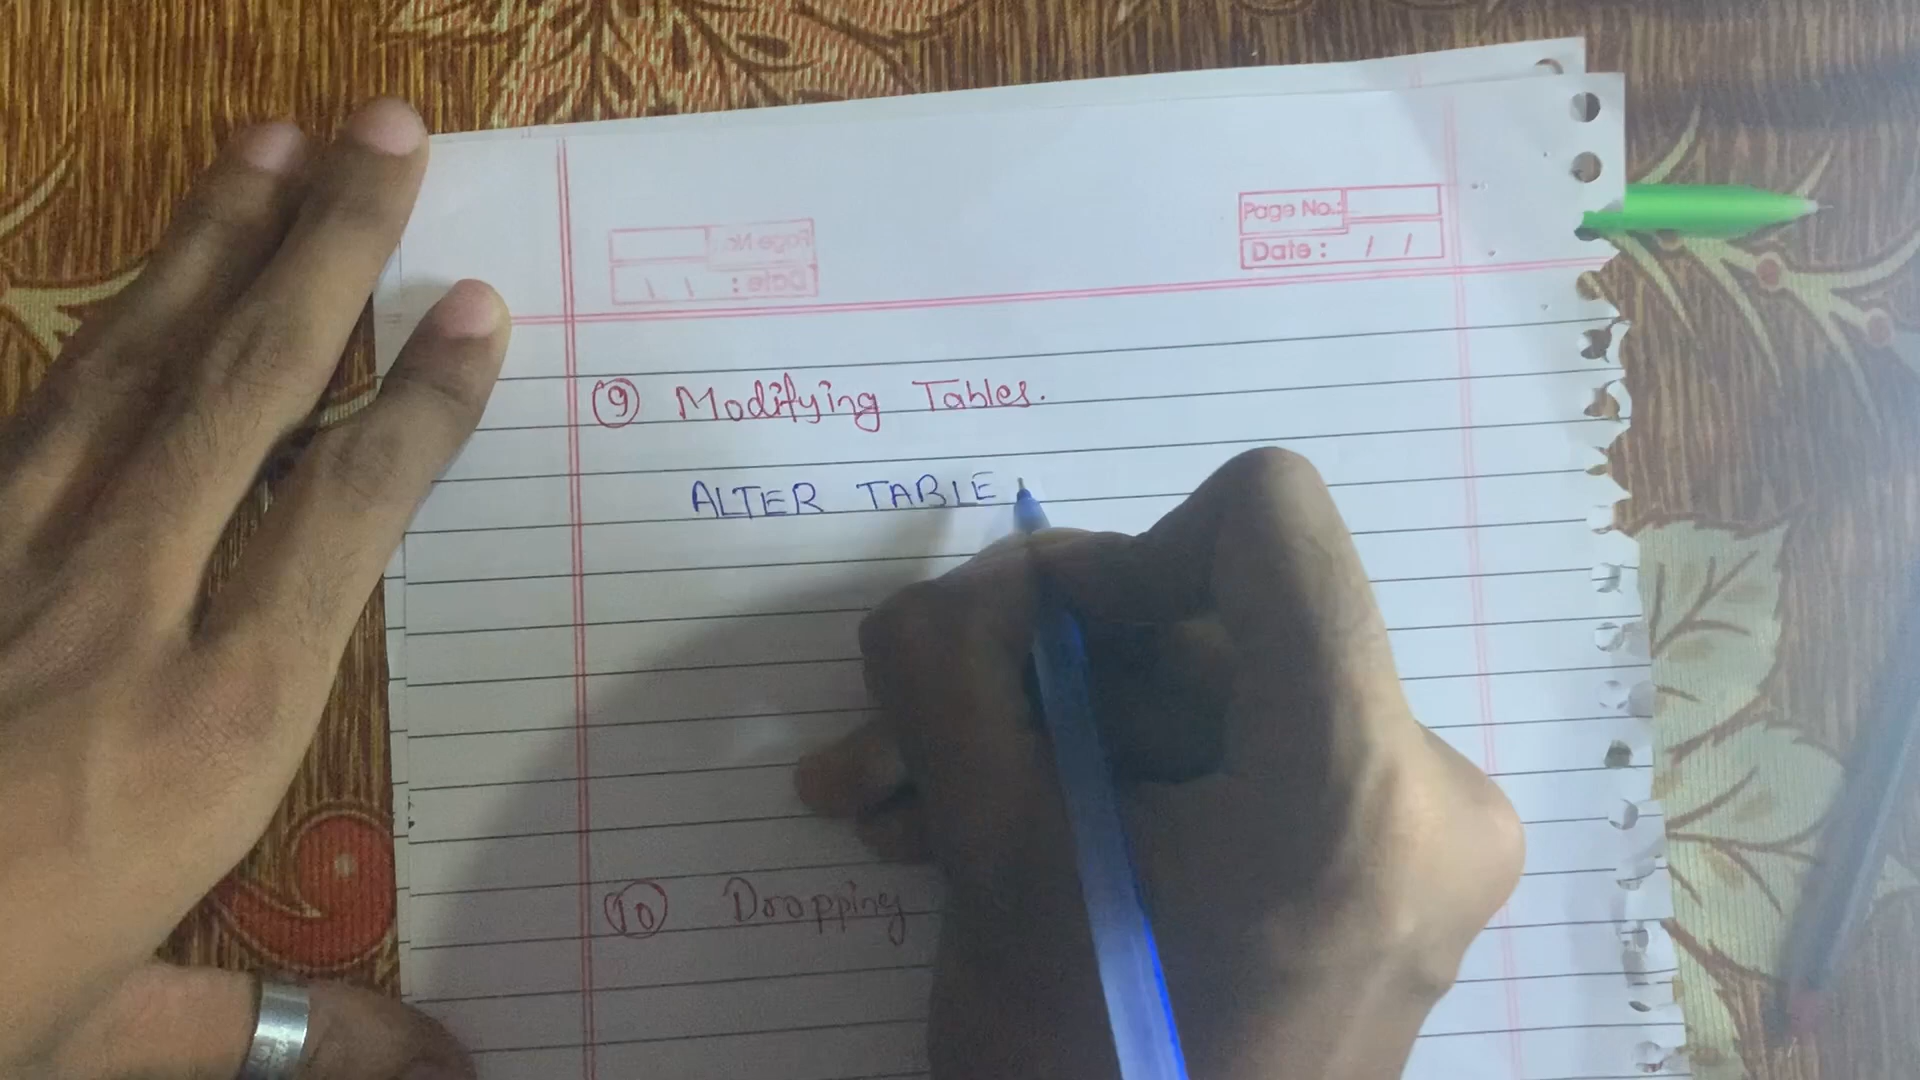 Page No.:
Date : / /
⑨ Modifying Tables.
ALTER TABLE
⑩ Dropping